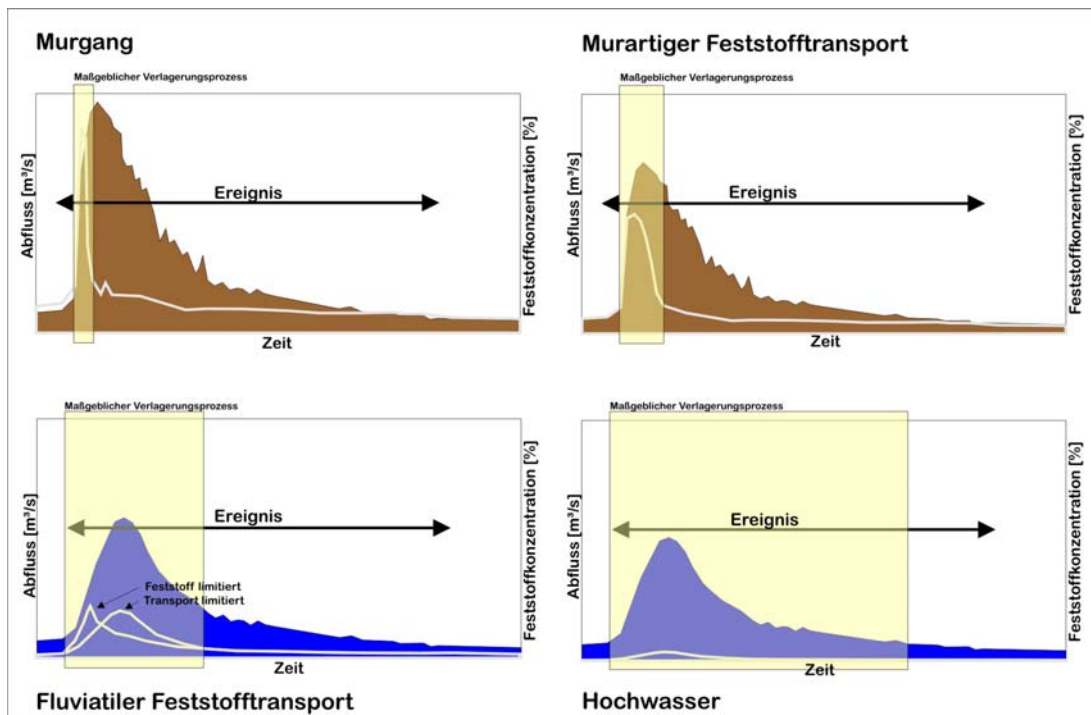 Murgang
Maßgeblicher Verlagerungsprozess
Abfluss [m³/s]
Ereignis
Feststoffkonzentration [%]
Zeit
Murartiger Feststofftransport
Maßgeblicher Verlagerungsprozess
Abfluss [m³/s]
Ereignis
Feststoffkonzentration [%]
Zeit
Maßgeblicher Verlagerungsprozess
Abfluss [m³/s]
Ereignis
Feststoff limitiert
Transport limitiert
Feststoffkonzentration [%]
Zeit
Fluviatiler Feststofftransport
Maßgeblicher Verlagerungsprozess
Abfluss [m³/s]
Ereignis
Feststoffkonzentration [%]
Zeit
Hochwasser